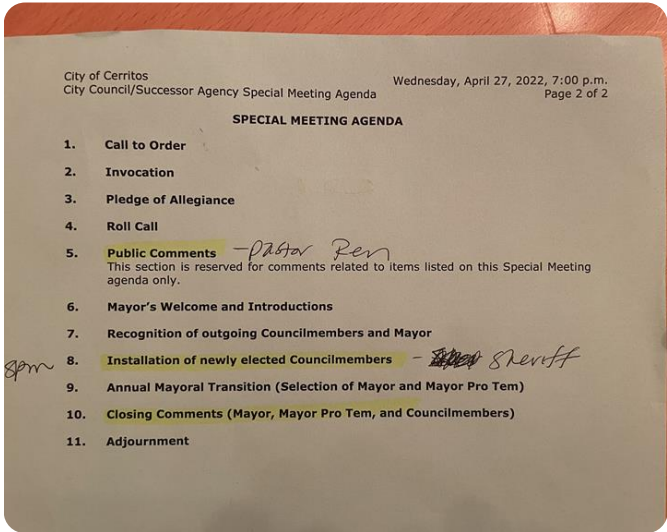 City of Cerritos
City Council/Successor Agency Special Meeting Agenda
Wednesday, April 27, 2022, 7:00 p.m.
Page 2 of 2
SPECIAL MEETING AGENDA
1. Call to Order
2. Invocation
3. Pledge of Allegiance
4. Roll Call
5. Public Comments - Pastor Ren
This section is reserved for comments related to items listed on this Special Meeting
agenda only.
6. Mayor's Welcome and Introductions
7. Recognition of outgoing Councilmembers and Mayor
8pm 8. Installation of newly elected Councilmembers - Sheriff
9. Annual Mayoral Transition (Selection of Mayor and Mayor Pro Tem)
10. Closing Comments (Mayor, Mayor Pro Tem, and Councilmembers)
11. Adjournment